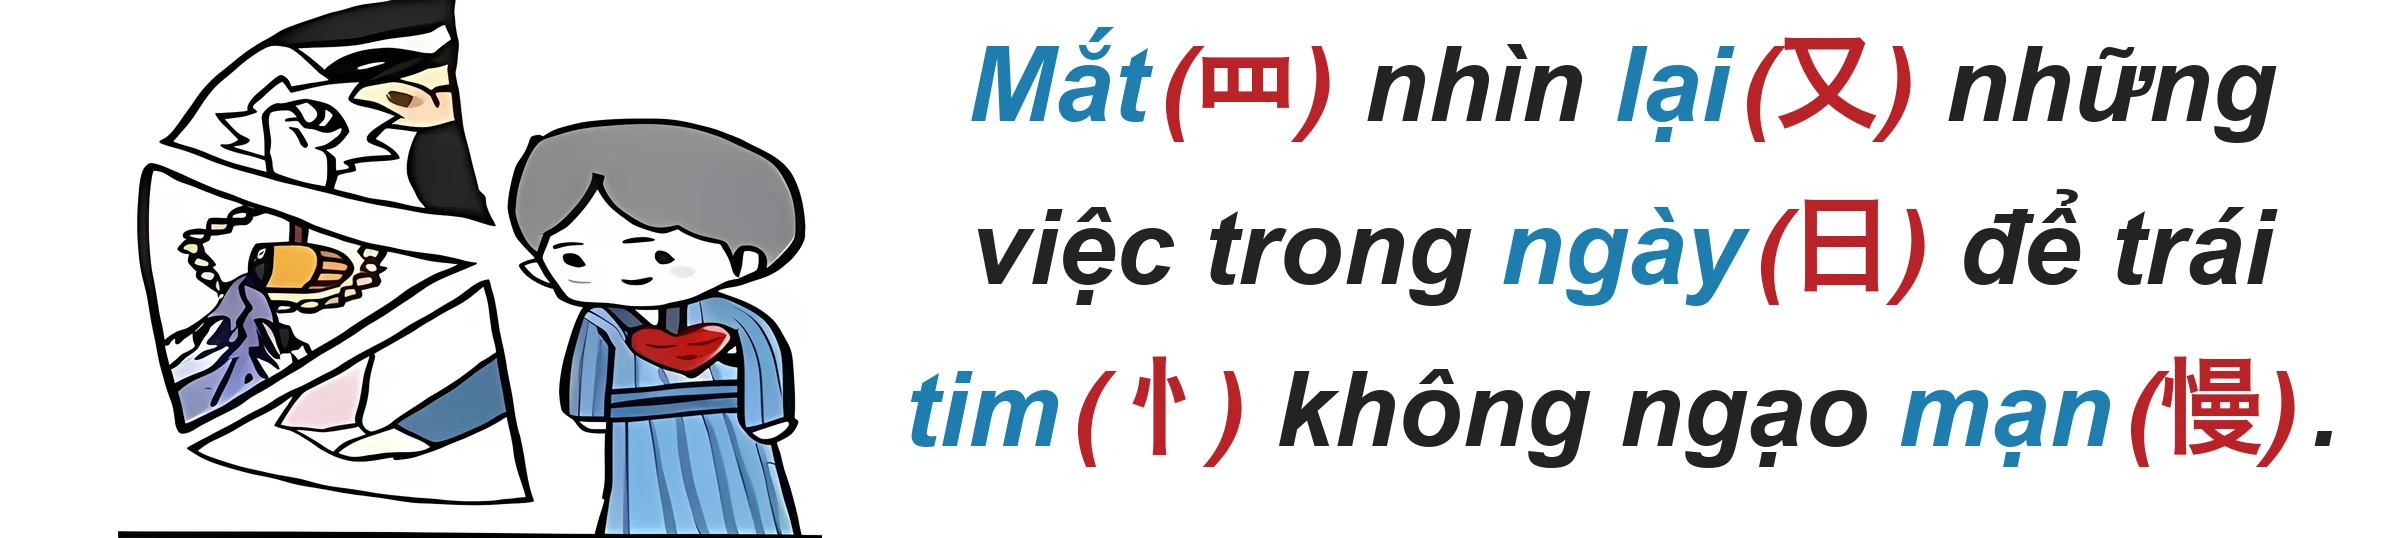 Mắt(罒) nhìn lại(又) những
việc trong ngày(日) để trái
tim(忄) không ngạo mạn(慢).